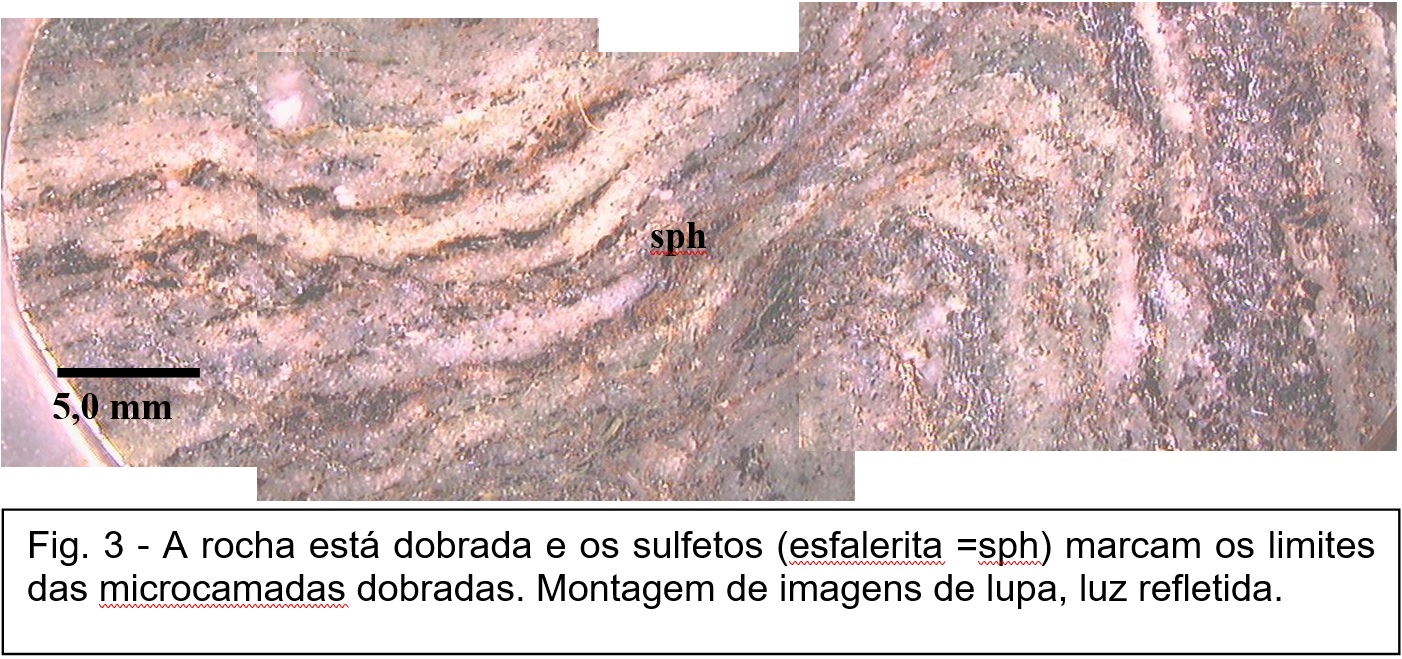 sph
5,0 mm
Fig. 3 - A rocha está dobrada e os sulfetos (esfalerita =sph) marcam os limites
das microcamadas dobradas. Montagem de imagens de lupa, luz refletida.